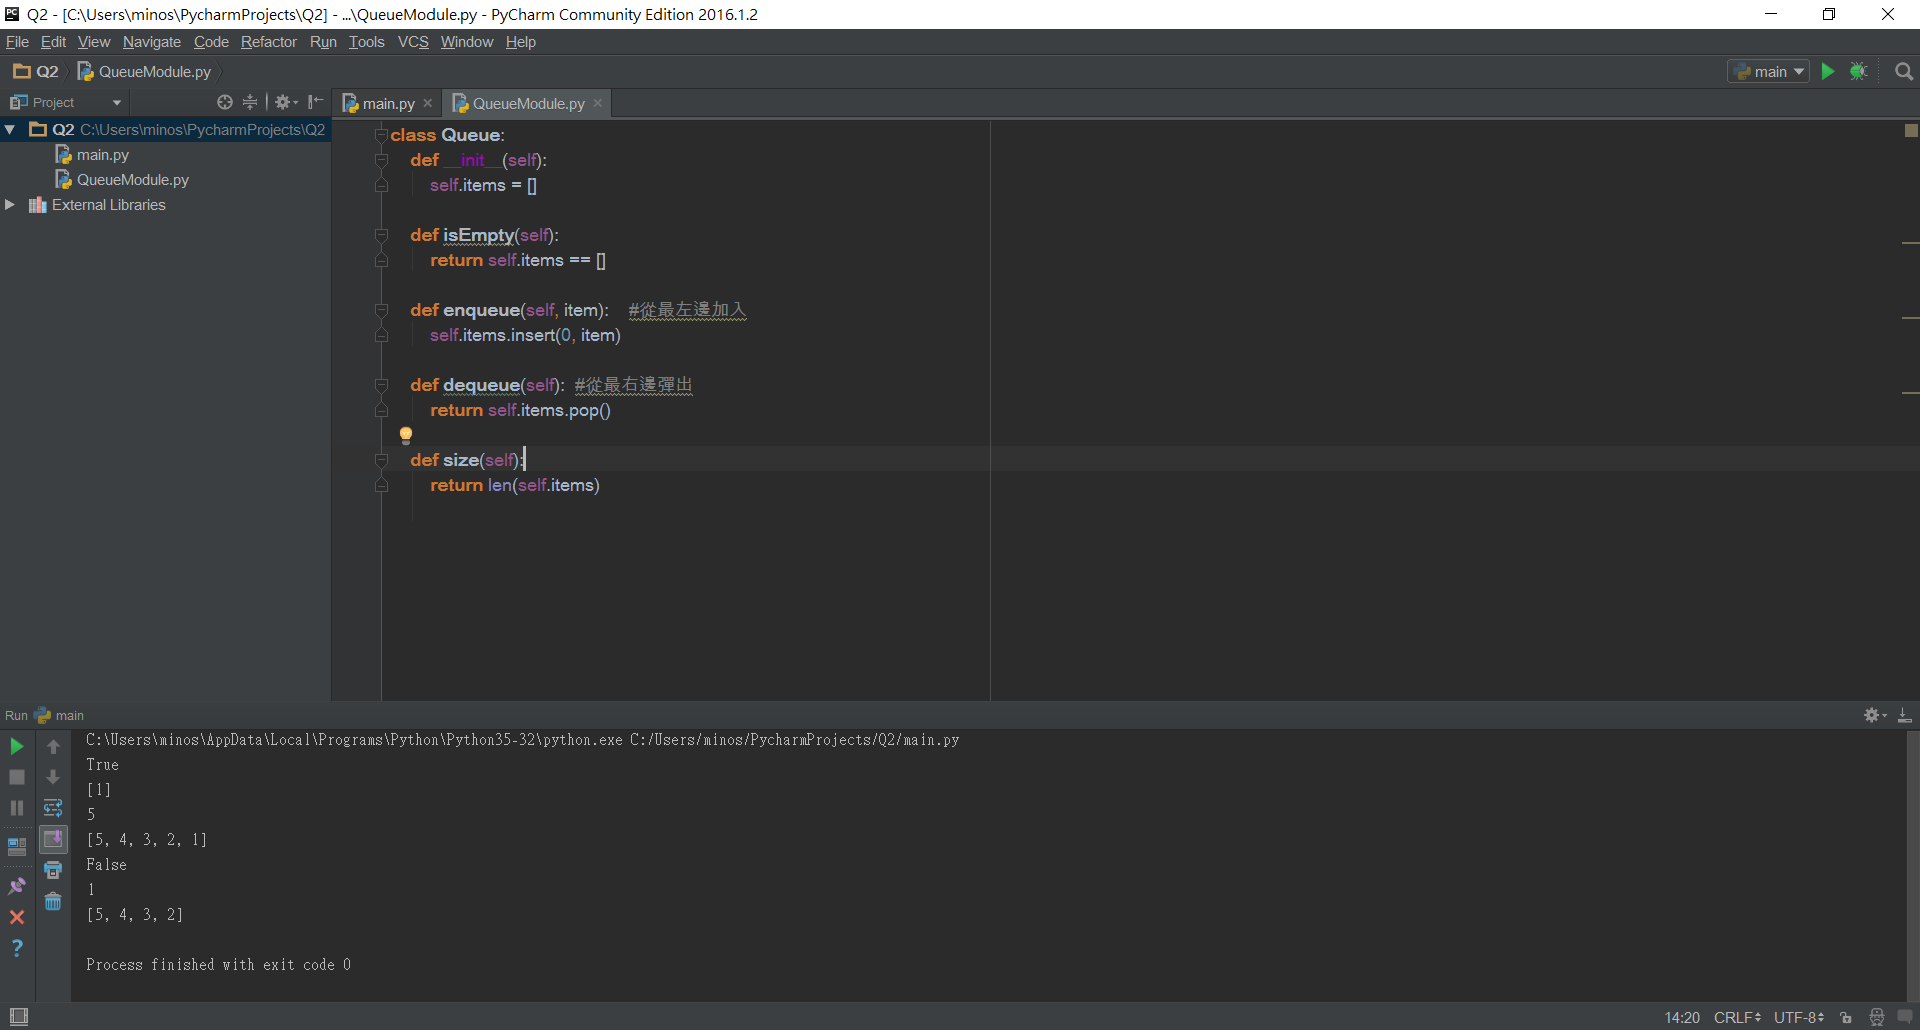 Q2 - [C:\Users\minos\PycharmProjects\Q2] - ...\QueueModule.py - PyCharm Community Edition 2016.1.2
File Edit View Navigate Code Refactor Run Tools VCS Window Help
Q2 QueueModule.py main
Project main.py QueueModule.py
Q2 C:\Users\minos\PycharmProjects\Q2
main.py
QueueModule.py
External Libraries
class Queue:
def __init__(self):
self.items = []
def isEmpty(self):
return self.items == []
def enqueue(self, item): #從最左邊加入
self.items.insert(0, item)
def dequeue(self): #從最右邊彈出
return self.items.pop()
def size(self):
return len(self.items)
Run main
C:\Users\minos\AppData\Local\Programs\Python\Python35-32\python.exe C:/Users/minos/PycharmProjects/Q2/main.py
True
[1]
5
[5, 4, 3, 2, 1]
False
1
[5, 4, 3, 2]
Process finished with exit code 0
14:20 CRLF UTF-8